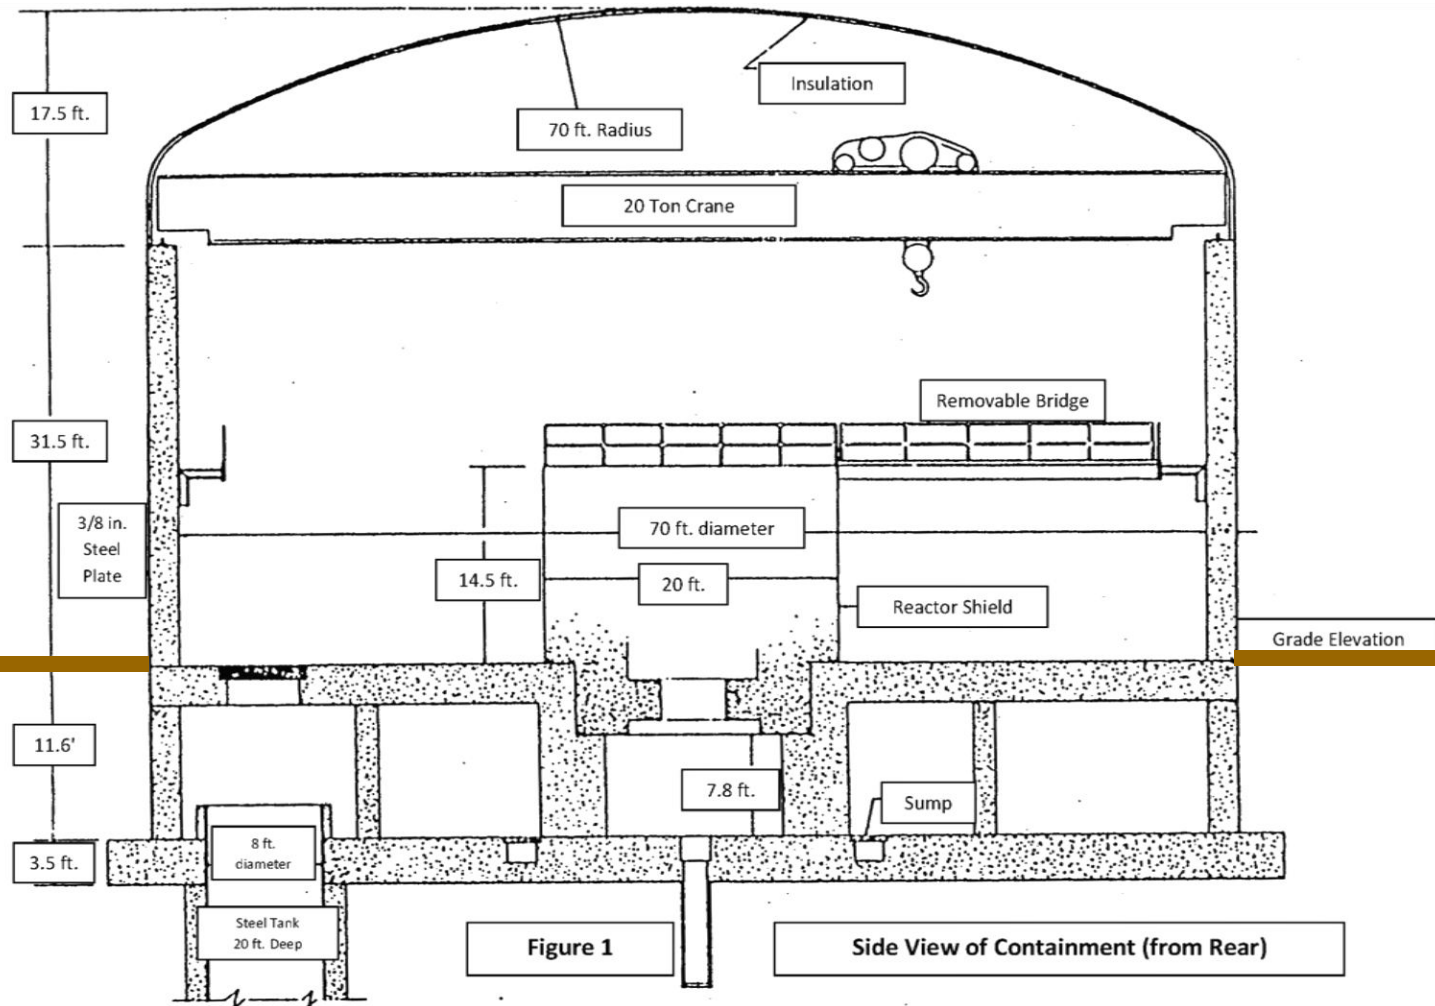 17.5 ft.
Insulation
70 ft. Radius
20 Ton Crane
Removable Bridge
31.5 ft.
3/8 in.
Steel
Plate
70 ft. diameter
14.5 ft.
20 ft.
Reactor Shield
Grade Elevation
11.6'
7.8 ft.
Sump
3.5 ft.
8 ft.
diameter
Steel Tank
20 ft. Deep
Figure 1
Side View of Containment (from Rear)